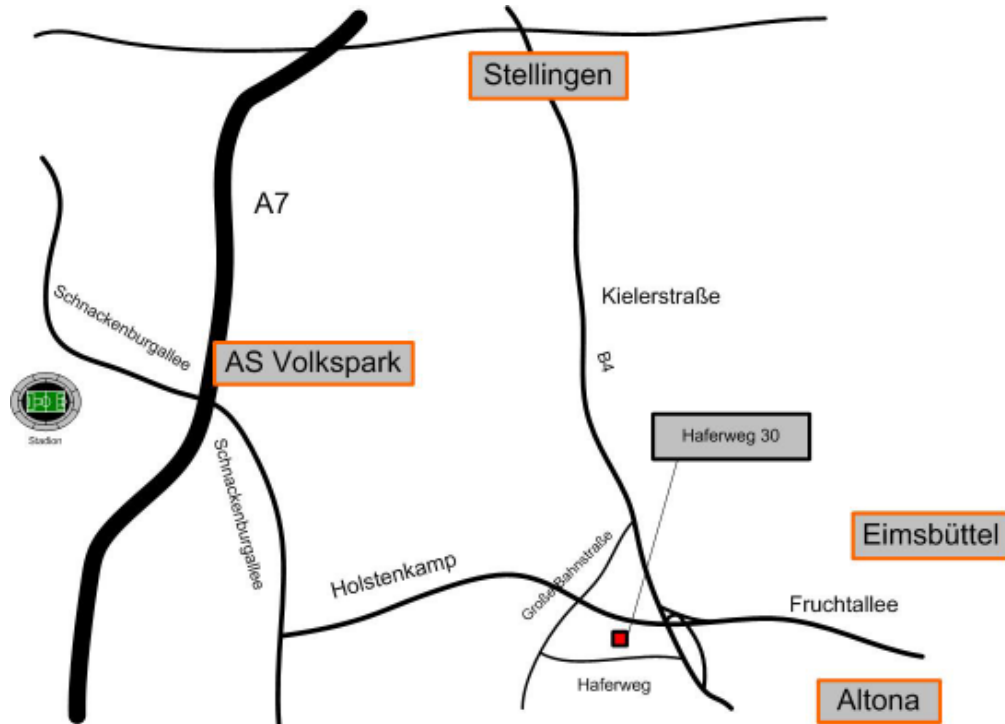 Stellingen
A7
Schnackenburgallee
Kielerstraße
AS Volkspark
B4
Stadion
Haferweg 30
Schnackenburgallee
Eimsbüttel
Holstenkamp
Große Bahnstraße
Fruchtallee
Haferweg
Altona